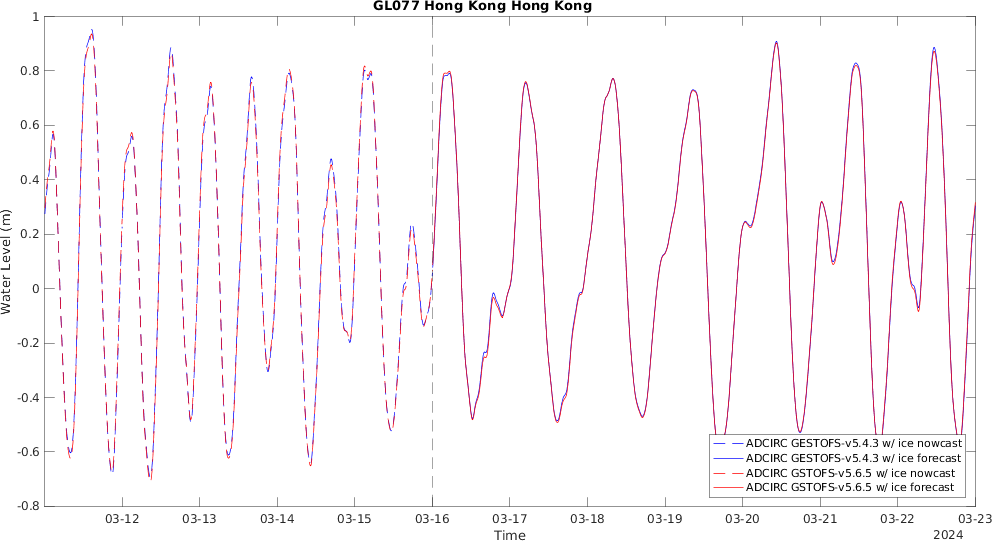 GL077 Hong Kong Hong Kong
1
0.8
0.6
0.4
0.2
0
-0.2
-0.4
-0.6
-0.8
Water Level (m)
03-12 03-13 03-14 03-15 03-16 03-17 03-18 03-19 03-20 03-21 03-22 03-23
Time
2024
ADCIRC GESTOFS-v5.4.3 w/ ice nowcast
ADCIRC GESTOFS-v5.4.3 w/ ice forecast
ADCIRC GSTOFS-v5.6.5 w/ ice nowcast
ADCIRC GSTOFS-v5.6.5 w/ ice forecast